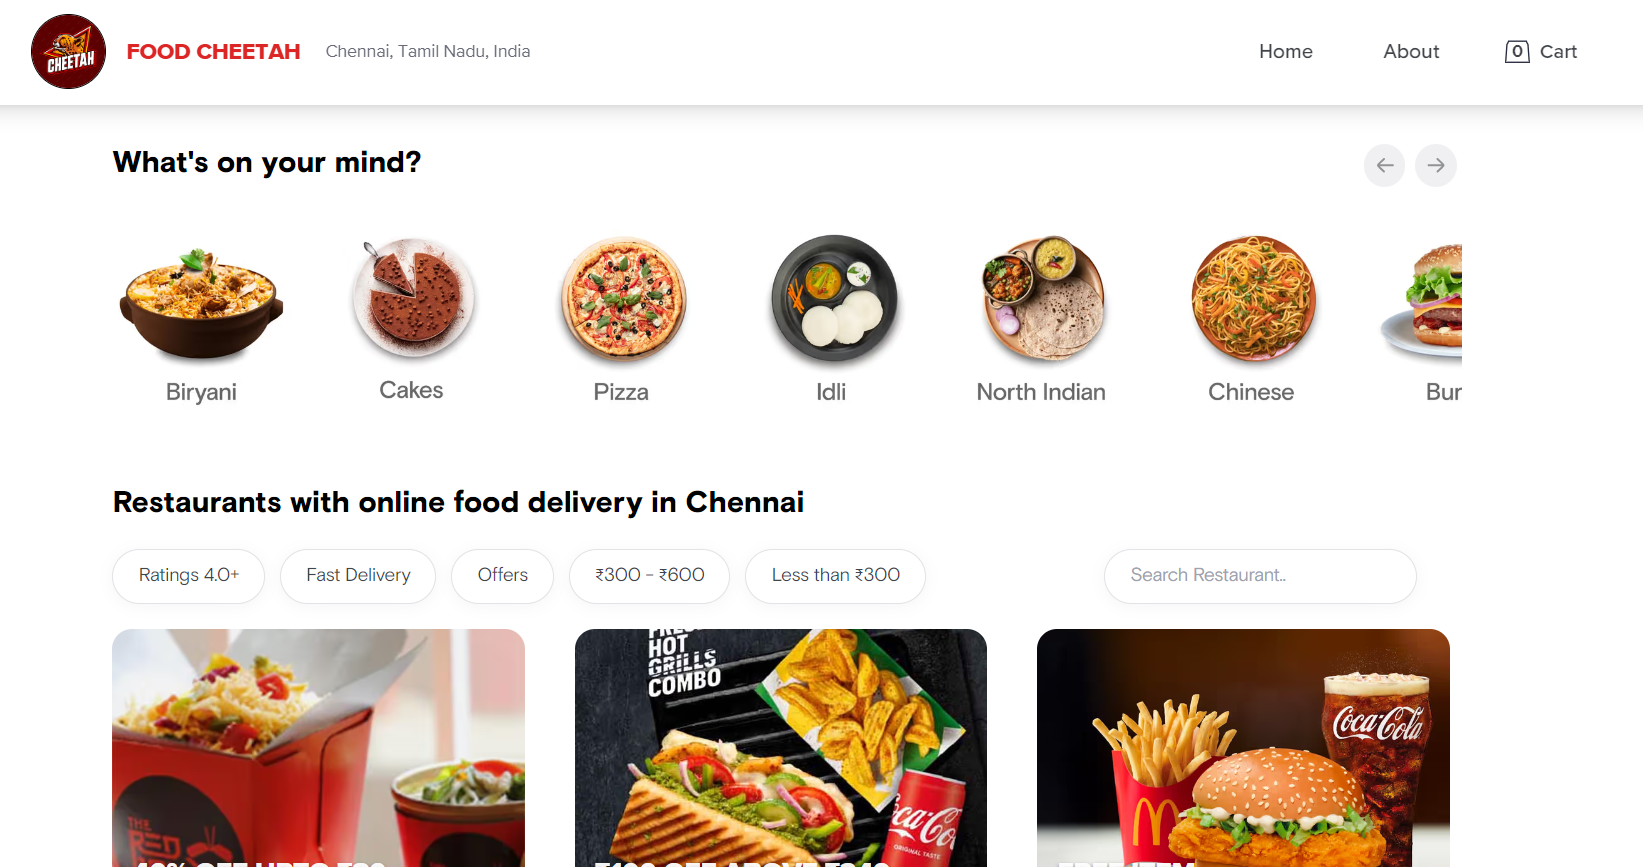 CHEETAH
FOOD CHEETAH
Chennai, Tamil Nadu, India
Home
About
0
Cart
What's on your mind?
Biryani
Cakes
Pizza
Idli
North Indian
Chinese
Bur
Restaurants with online food delivery in Chennai
Ratings 4.0+
Fast Delivery
Offers
₹300 - ₹600
Less than ₹300
Search Restaurant..
THE
RED
HOT
GRILLS
COMBO
Coca-Cola
ORIGINAL TASTE
Coca-Cola